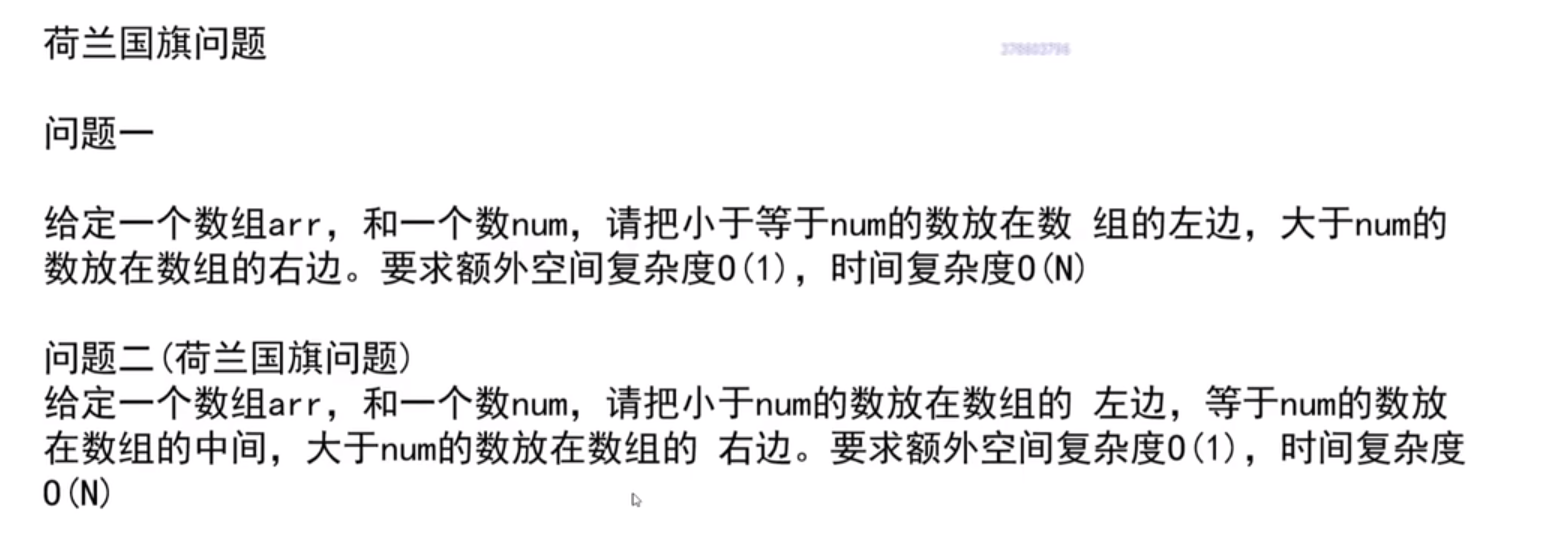 荷兰国旗问题
378603796
问题一
给定一个数组arr，和一个数num，请把小于等于num的数放在数 组的左边，大于num的
数放在数组的右边。要求额外空间复杂度O(1)，时间复杂度O(N)
问题二(荷兰国旗问题)
给定一个数组arr，和一个数num，请把小于num的数放在数组的 左边，等于num的数放
在数组的中间，大于num的数放在数组的 右边。要求额外空间复杂度O(1)，时间复杂度
O(N)